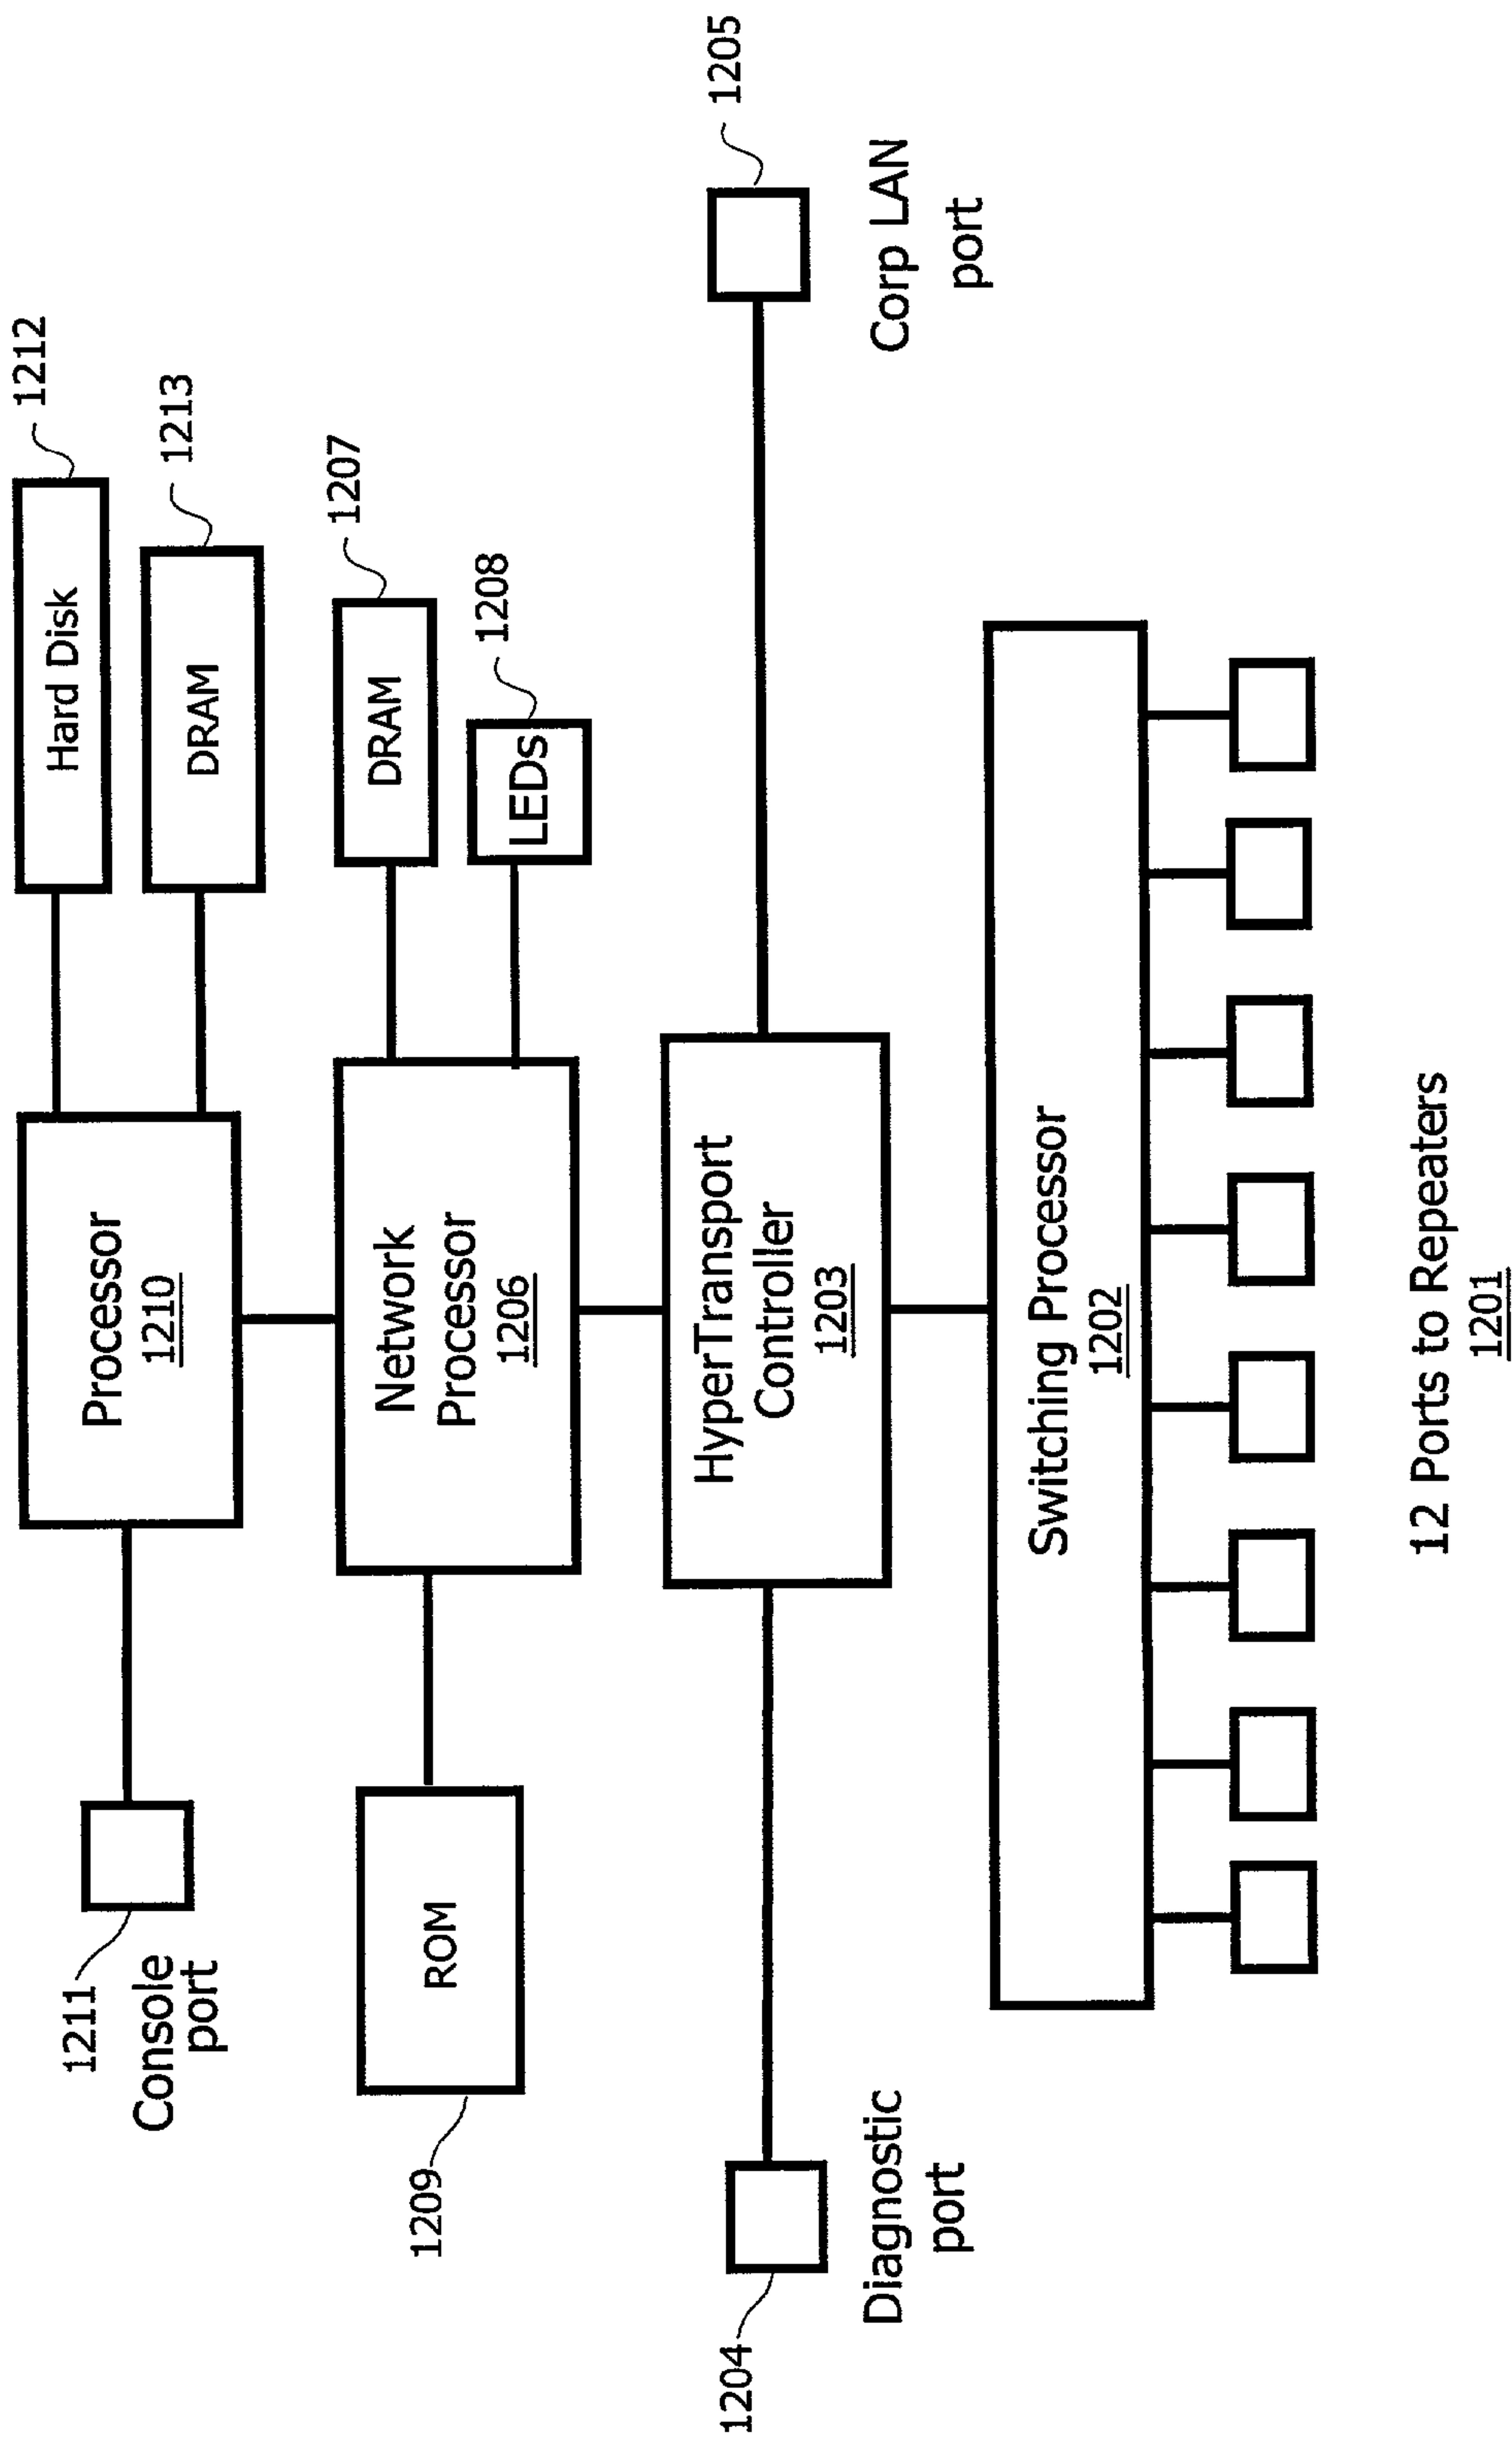 1212
Hard Disk
1213
DRAM
Processor
1210
1211
Console
port
1207
DRAM
1208
LEDs
Network
Processor
1206
ROM
1209
HyperTransport
Controller
1203
1205
Corp LAN
port
1204
Diagnostic
port
Switching Processor
1202
12 Ports to Repeaters
1201